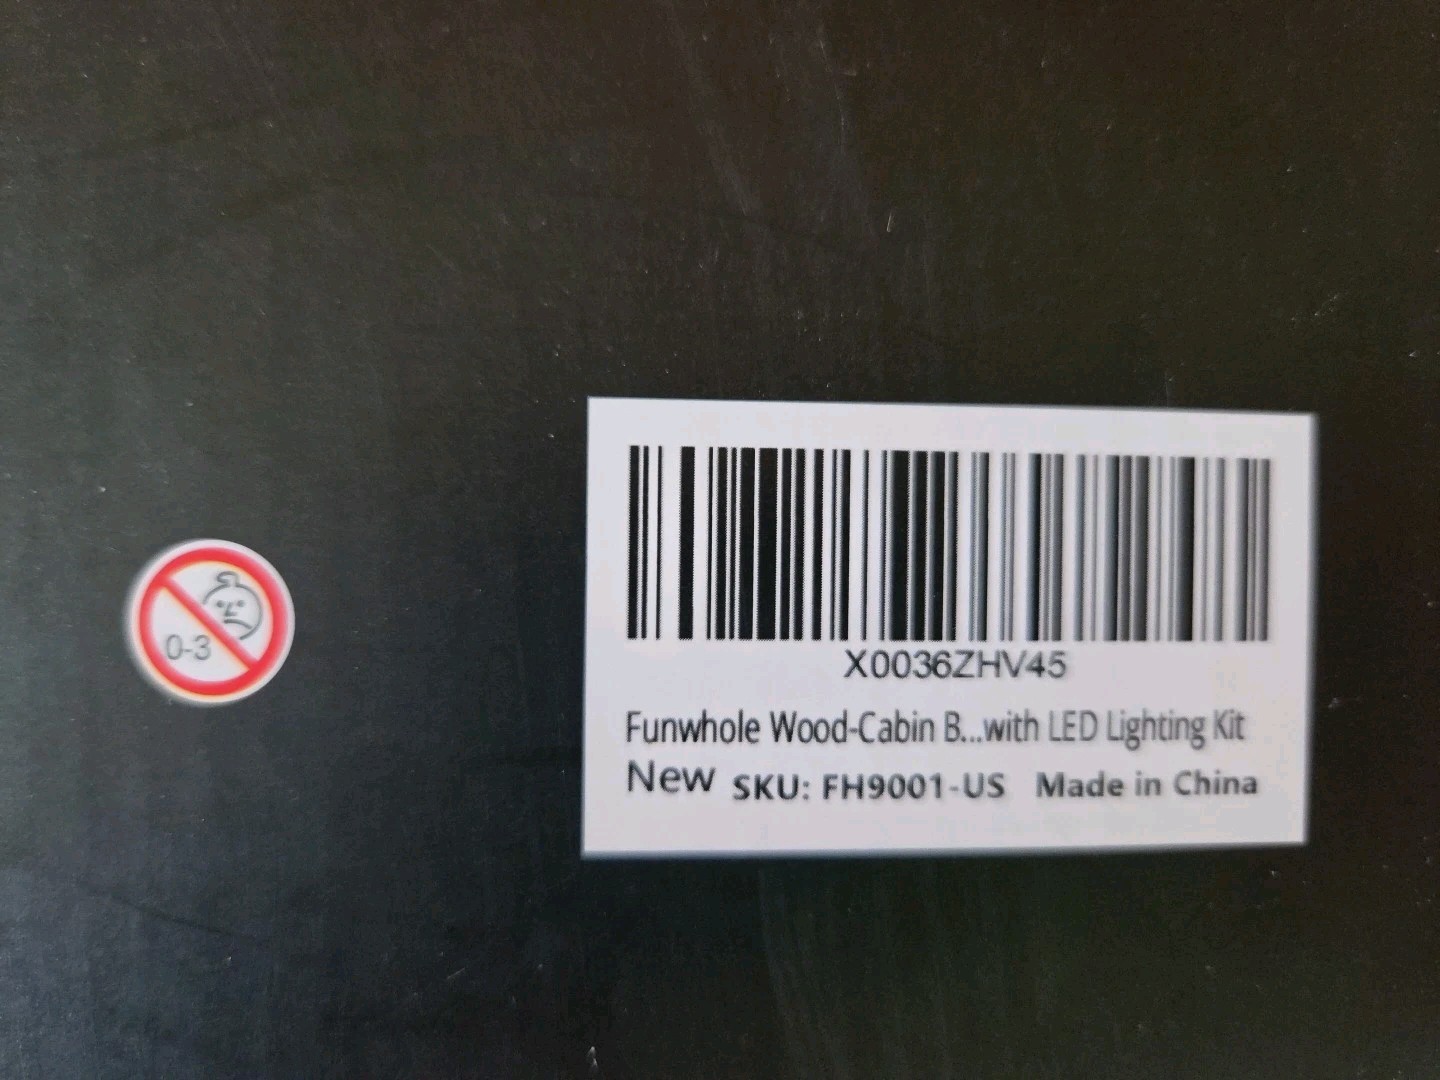 0-3
X0036ZHV45
Funwhole Wood-Cabin B...with LED Lighting Kit
New SKU: FH9001-US Made in China